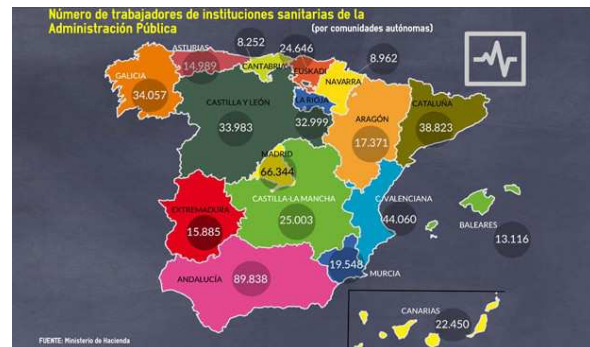 Número de trabajadores de instituciones sanitarias de la
Administración Pública
(por comunidades autónomas)
8.252
24.646
8.962
ASTURIAS
14.989
CANTABRIA
EUSKADI
NAVARRA
GALICIA
34.057
CASTILLA Y LEÓN
33.983
LA RIOJA
32.999
ARAGÓN
17.371
CATALUÑA
38.823
MADRID
66.344
CASTILLA-LA MANCHA
25.003
C.VALENCIANA
44.060
EXTREMADURA
15.885
BALEARES
13.116
19.548
MURCIA
ANDALUCÍA
89.838
CANARIAS
22.450
FUENTE: Ministerio de Hacienda